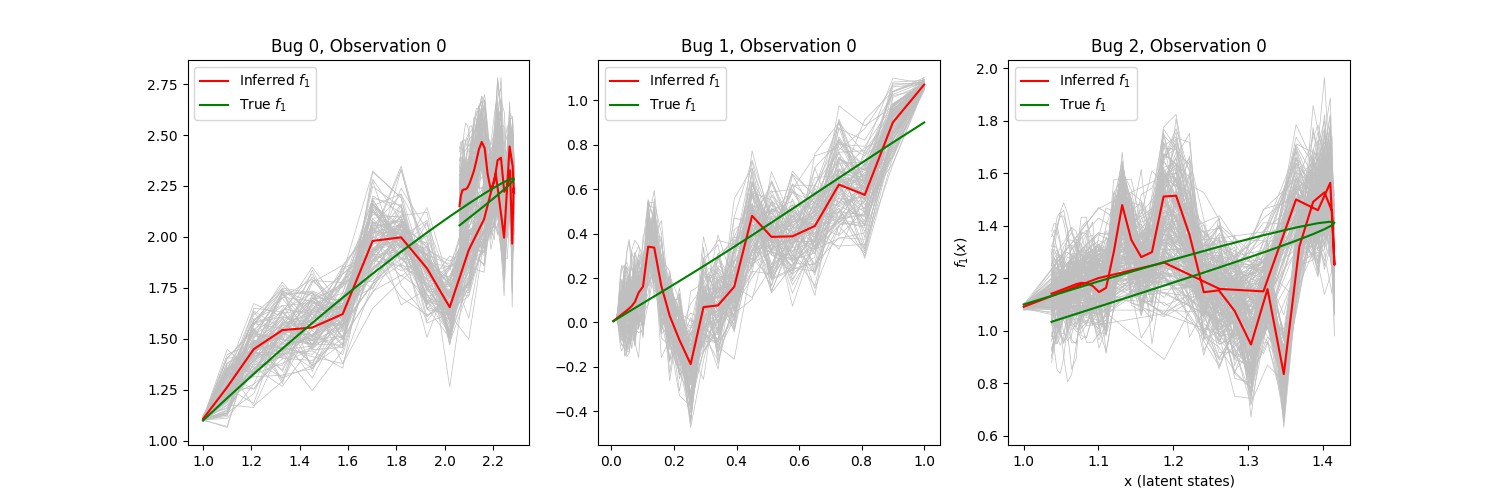 Bug 0, Observation 0
Inferred f₁
True f₁
2.75
2.50
2.25
2.00
1.75
1.50
1.25
1.00
1.0 1.2 1.4 1.6 1.8 2.0 2.2
Bug 1, Observation 0
Inferred f₁
True f₁
1.0
0.8
0.6
0.4
0.2
0.0
−0.2
−0.4
0.0 0.2 0.4 0.6 0.8 1.0
Bug 2, Observation 0
Inferred f₁
True f₁
f₁(x)
2.0
1.8
1.6
1.4
1.2
1.0
0.8
0.6
1.0 1.1 1.2 1.3 1.4
x (latent states)